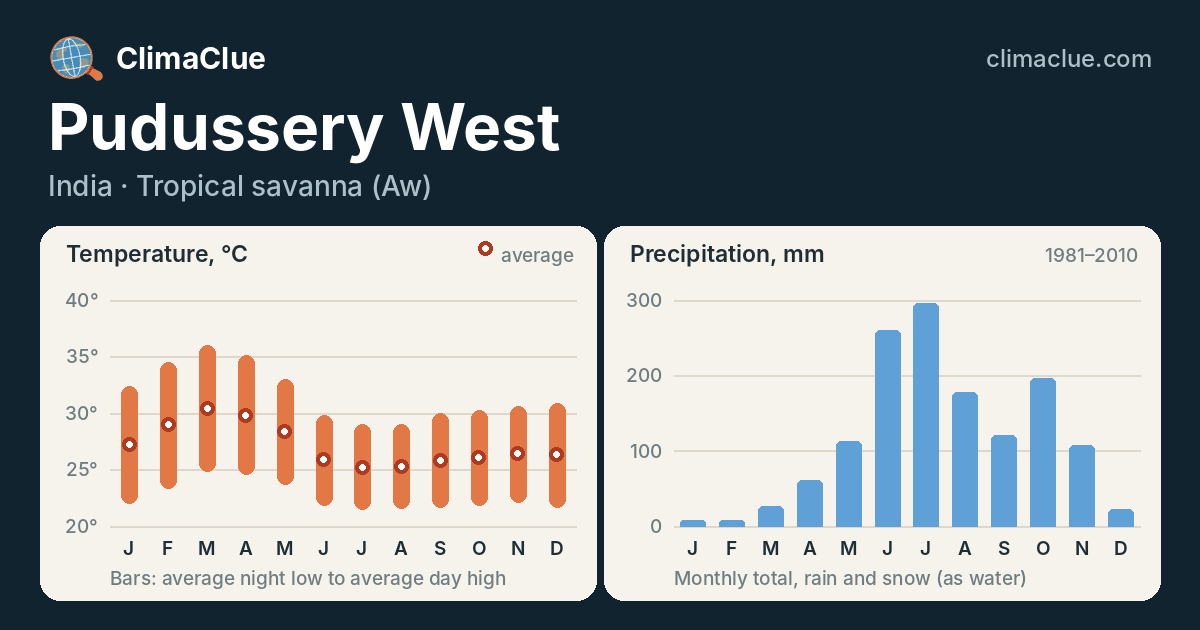 ClimaClue
climaclue.com
Pudussery West
India · Tropical savanna (Aw)
Temperature, °C
average
40°
35°
30°
25°
20°
J F M A M J J A S O N D
Bars: average night low to average day high
Precipitation, mm
1981–2010
300
200
100
0
J F M A M J J A S O N D
Monthly total, rain and snow (as water)